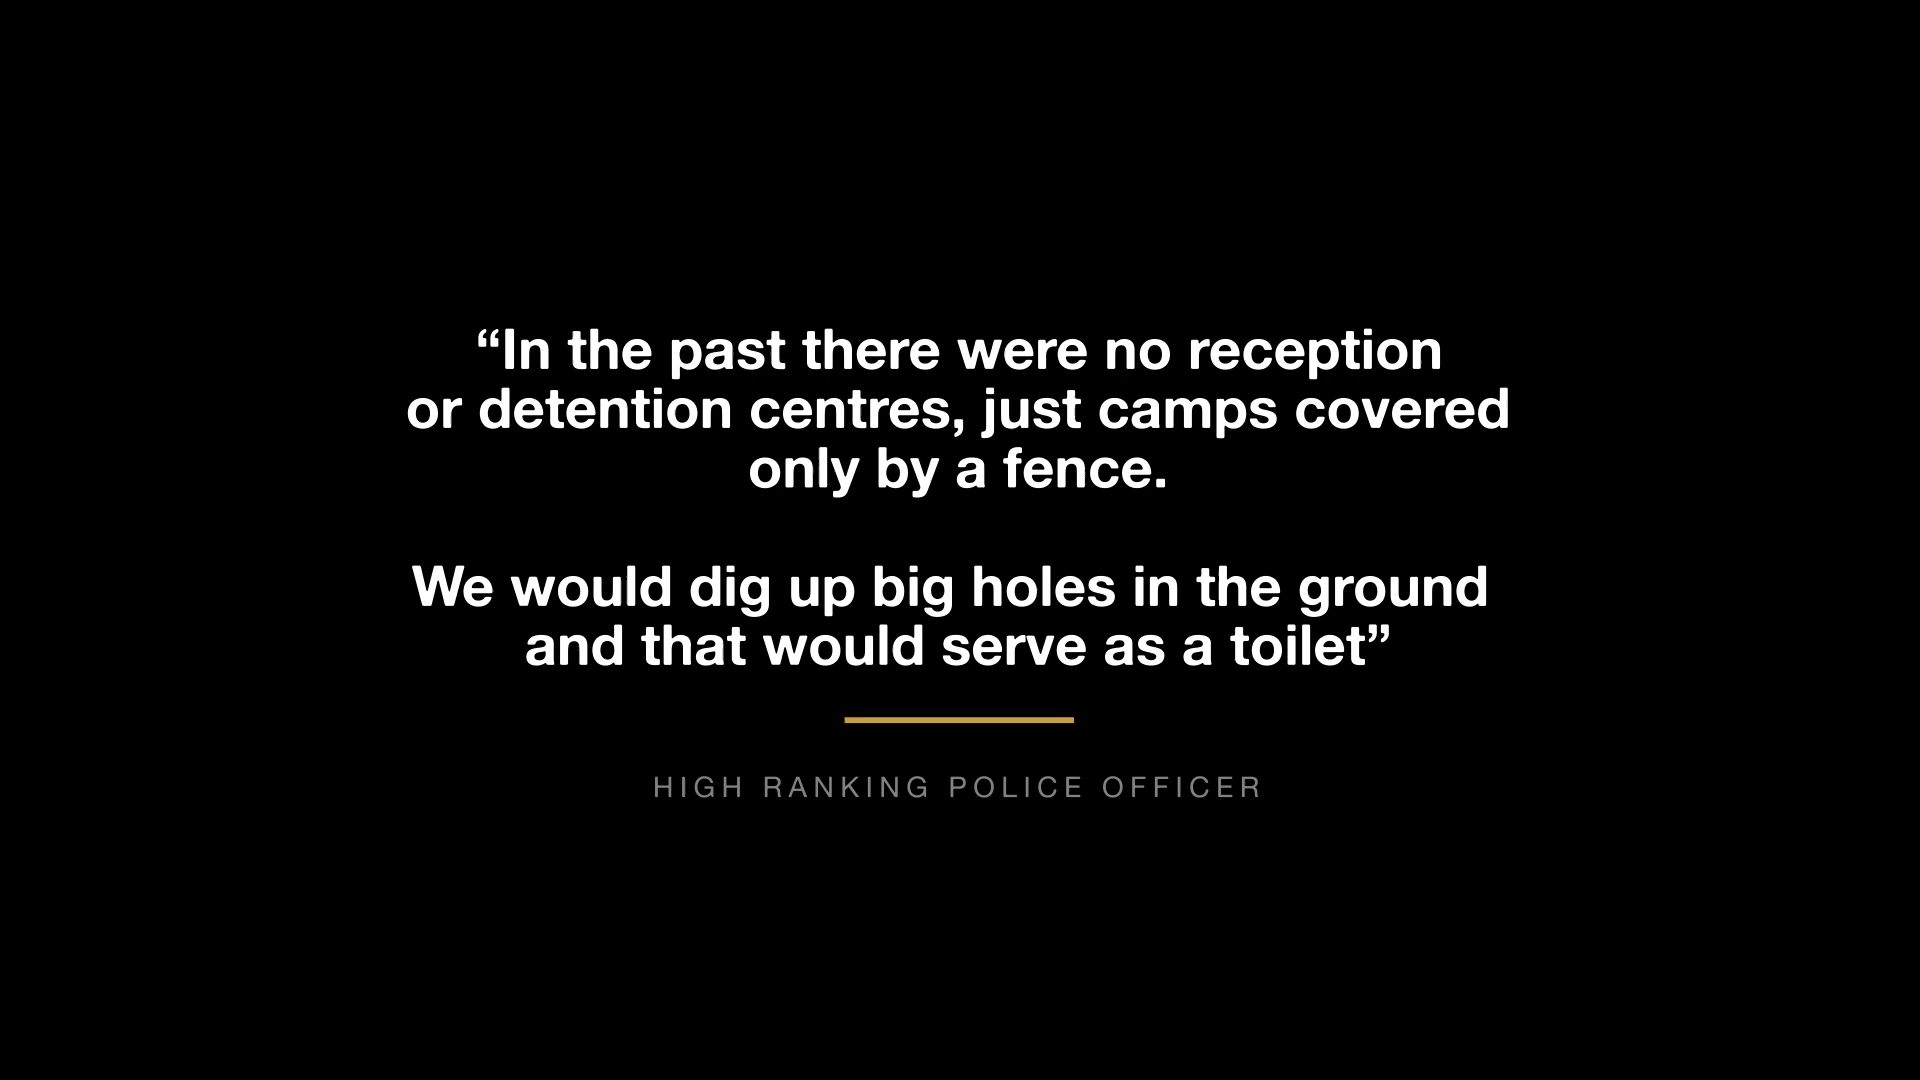 “In the past there were no reception
or detention centres, just camps covered
only by a fence.
We would dig up big holes in the ground
and that would serve as a toilet”
HIGH RANKING POLICE OFFICER